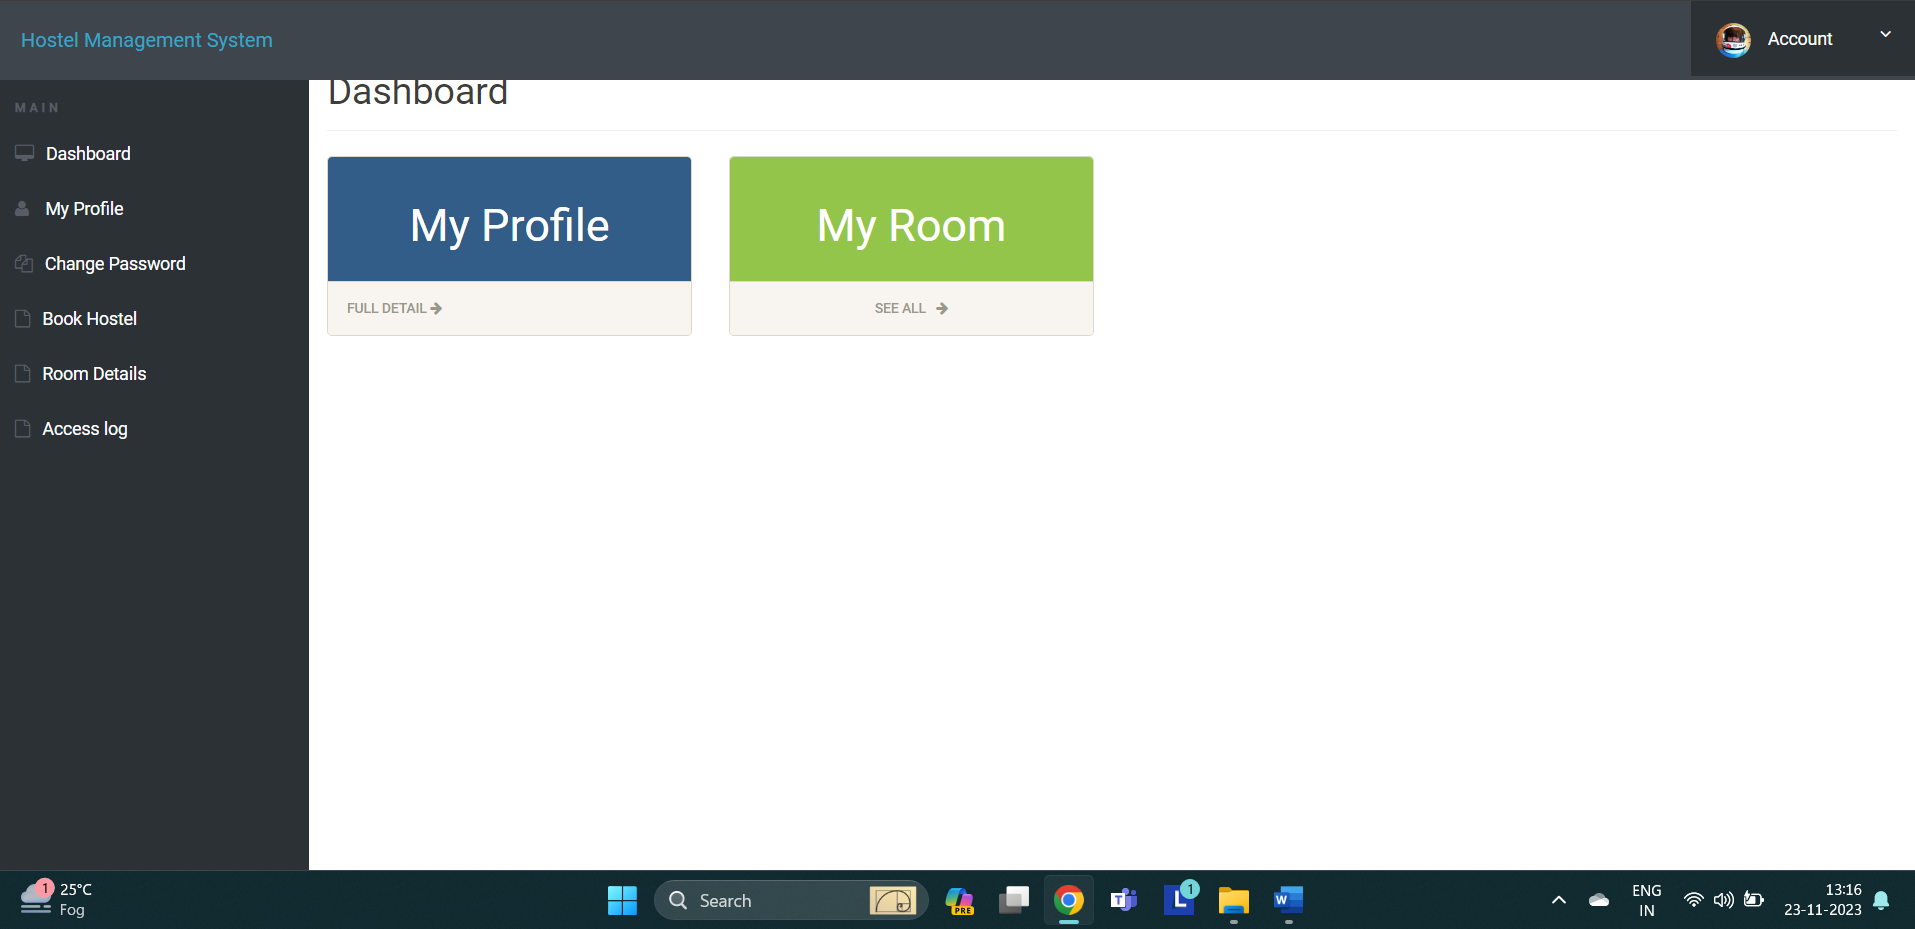 Hostel Management System
Account
MAIN
Dashboard
My Profile
Change Password
Book Hostel
Room Details
Access log
Dashboard
My Profile
FULL DETAIL
My Room
SEE ALL
1
25°C
Fog
Search
PRE
T
L
1
W
ENG
IN
13:16
23-11-2023